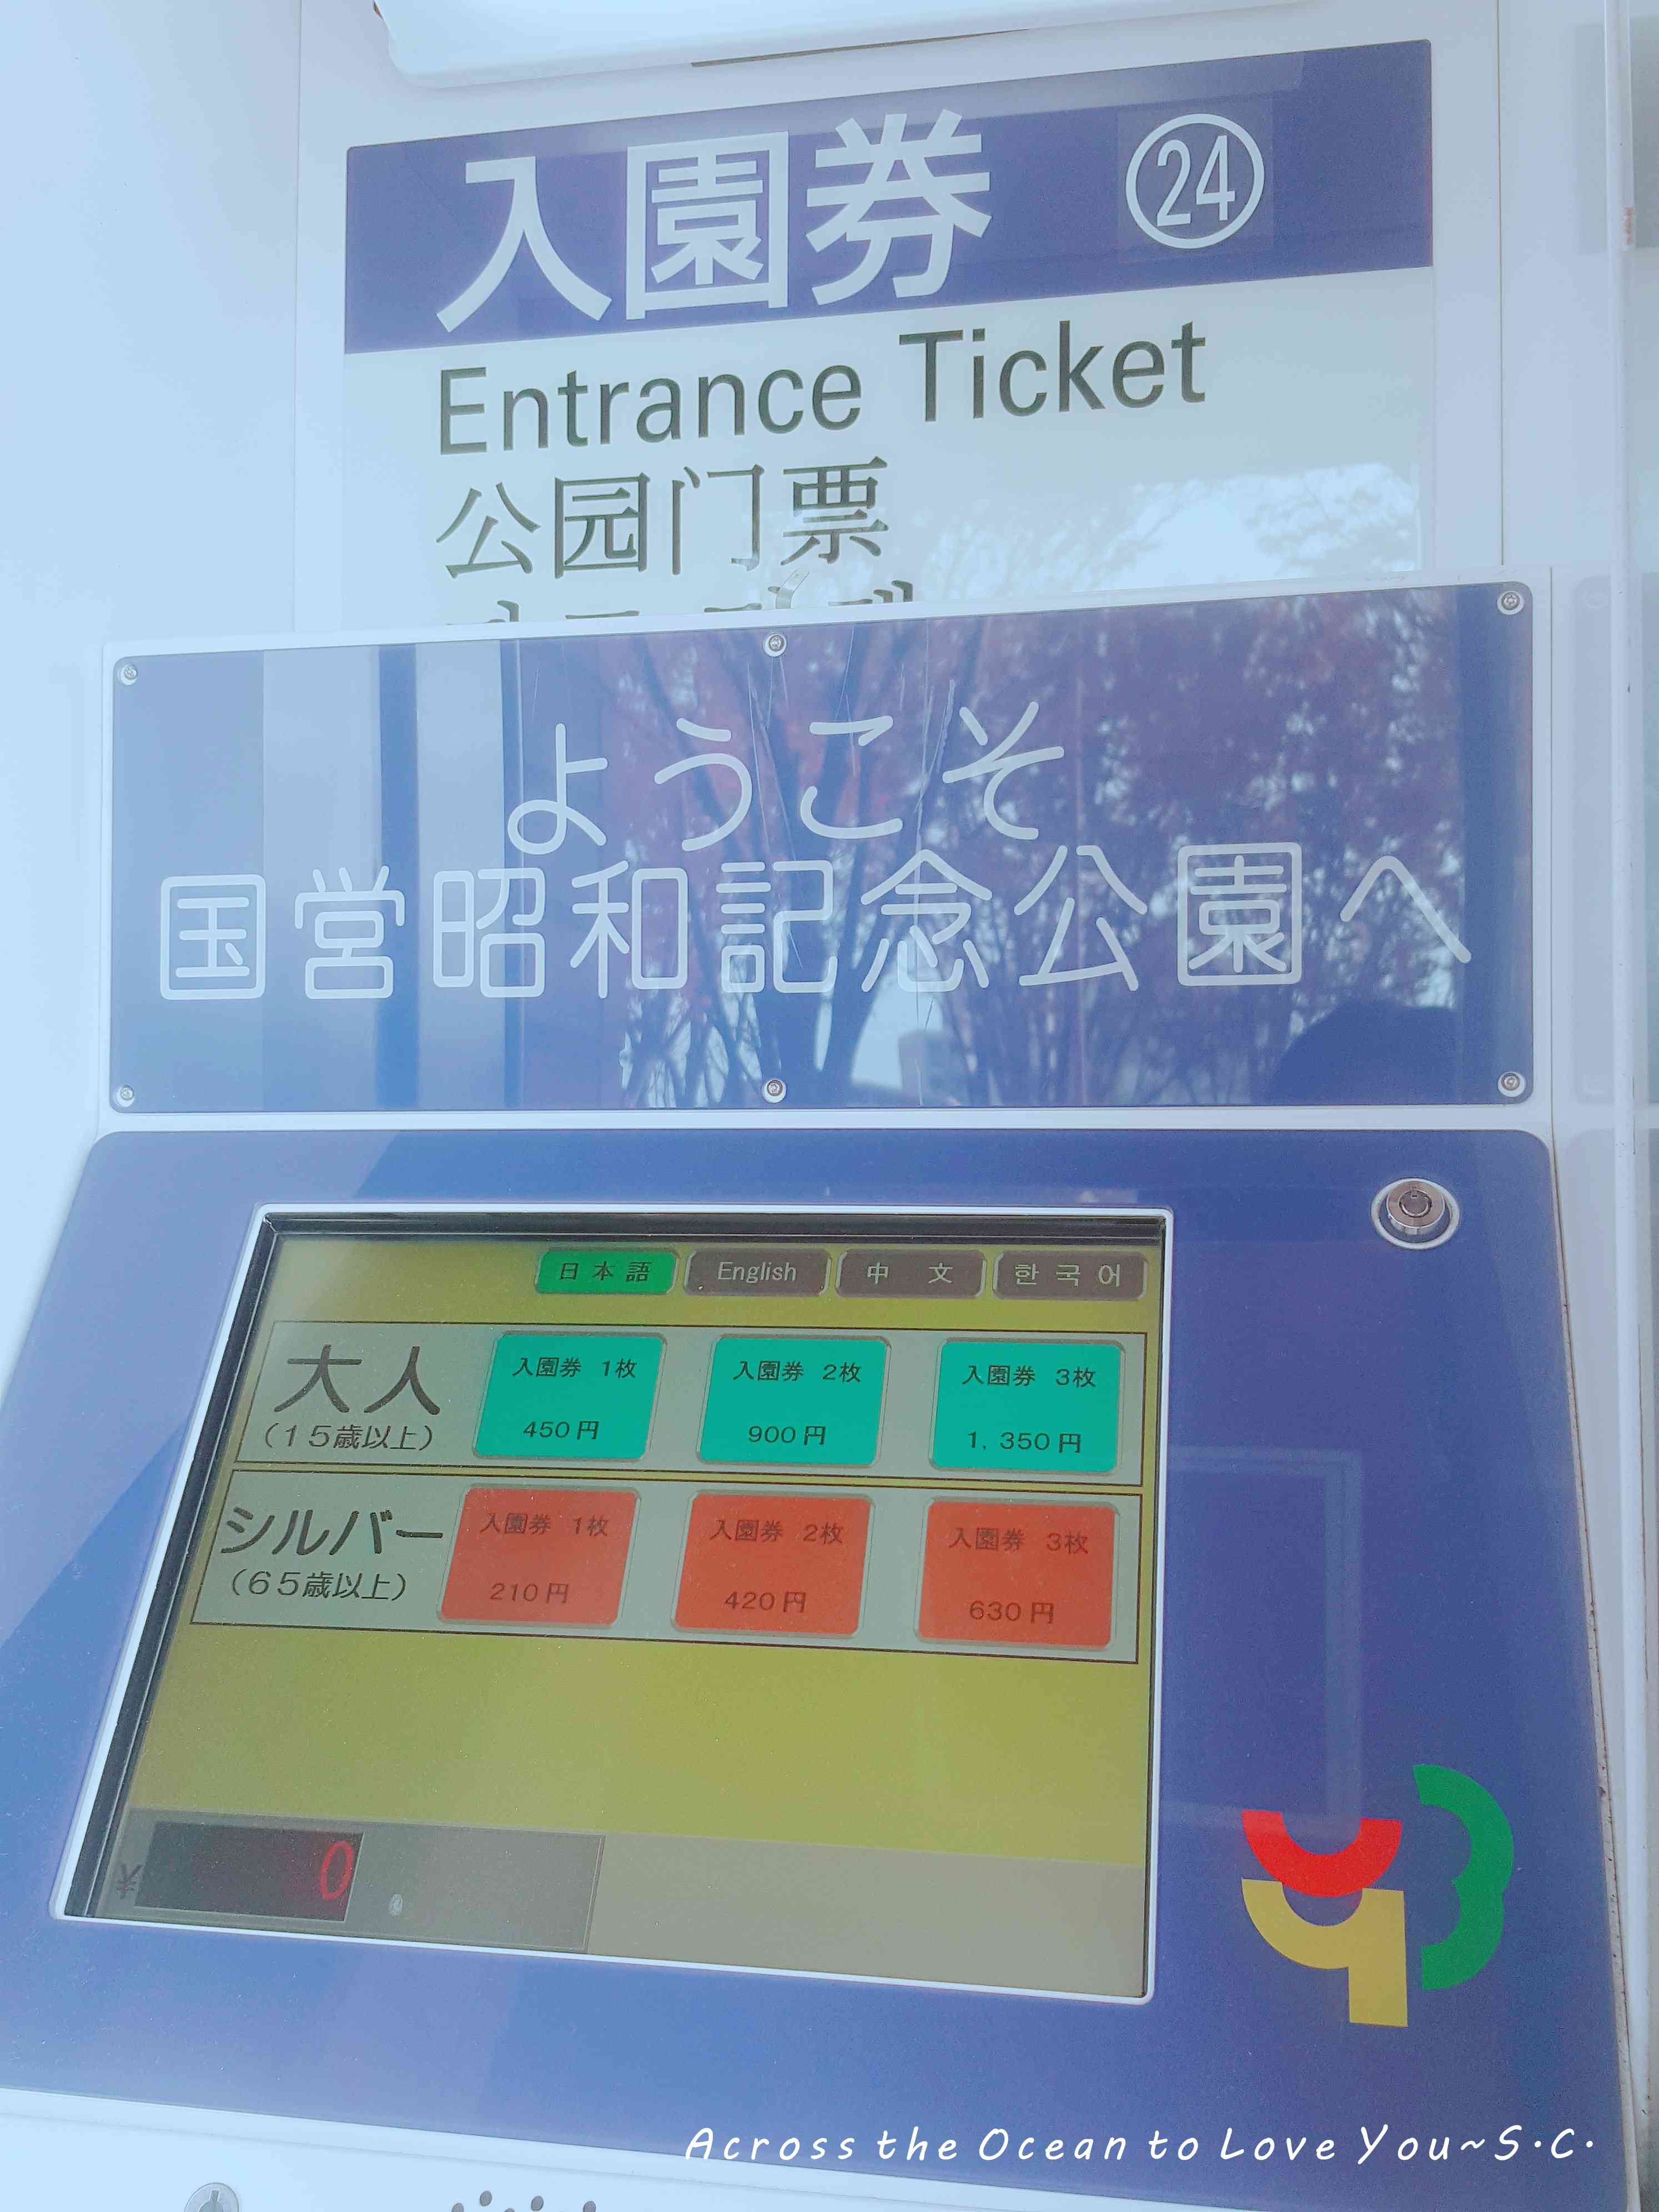 入園券 ㉔
Entrance Ticket
公园门票
ようこそ
国営昭和記念公園へ
日本語 English 中文 한국어
大人
(15歳以上)
入園券 1枚 入園券 2枚 入園券 3枚
450円 900円 1,350円
シルバー
(65歳以上)
入園券 1枚 入園券 2枚 入園券 3枚
210円 420円 630円
0
Across the Ocean to Love You~S.C.